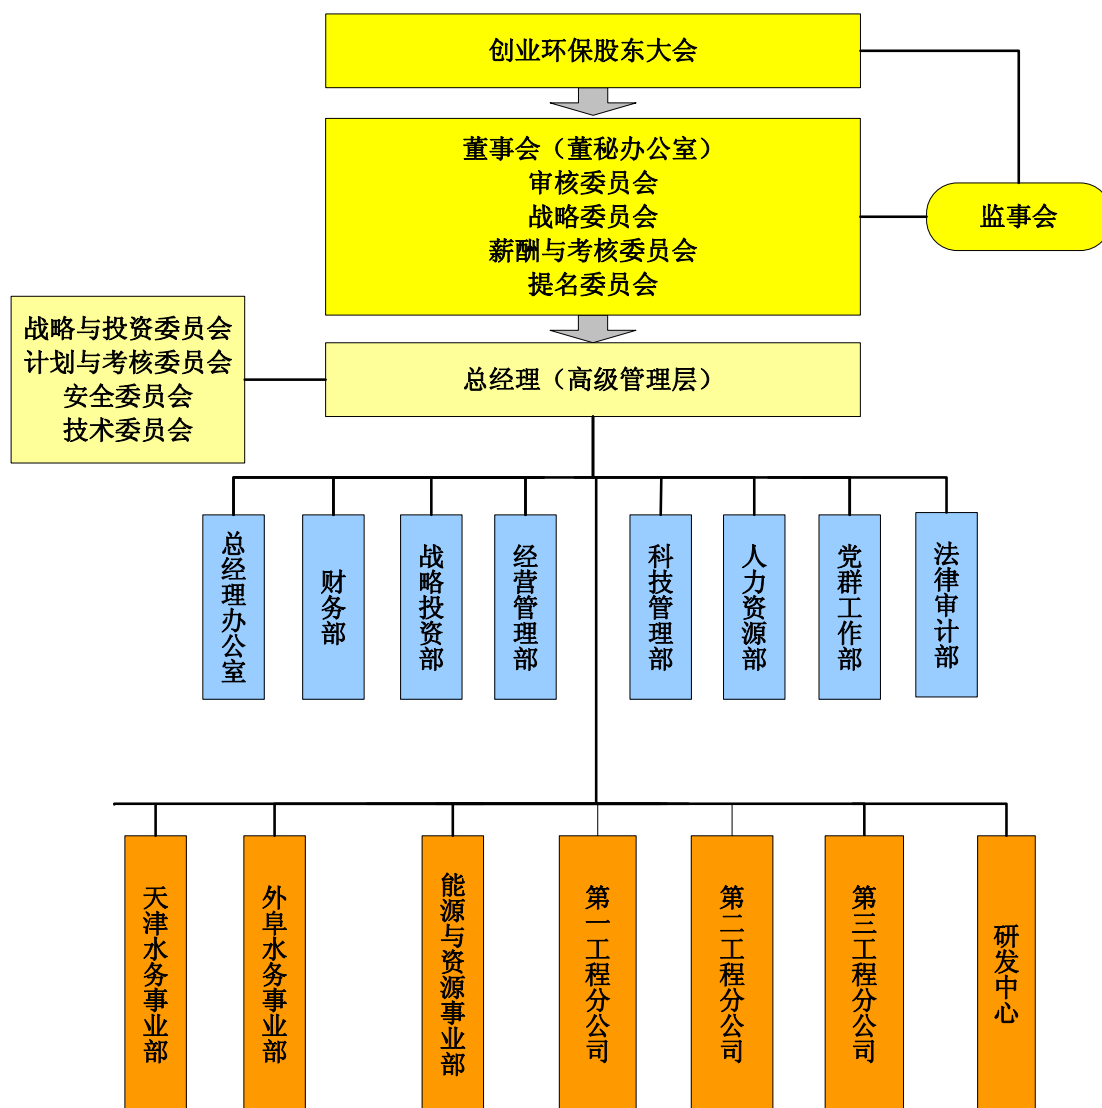 创业环保股东大会
董事会（董秘办公室）
审核委员会
战略委员会
薪酬与考核委员会
提名委员会
监事会
战略与投资委员会
计划与考核委员会
安全委员会
技术委员会
总经理（高级管理层）
总经理办公室
财务部
战略投资部
经营管理部
科技管理部
人力资源部
党群工作部
法律审计部
天津水务事业部
外阜水务事业部
能源与资源事业部
第一工程分公司
第二工程分公司
第三工程分公司
研发中心